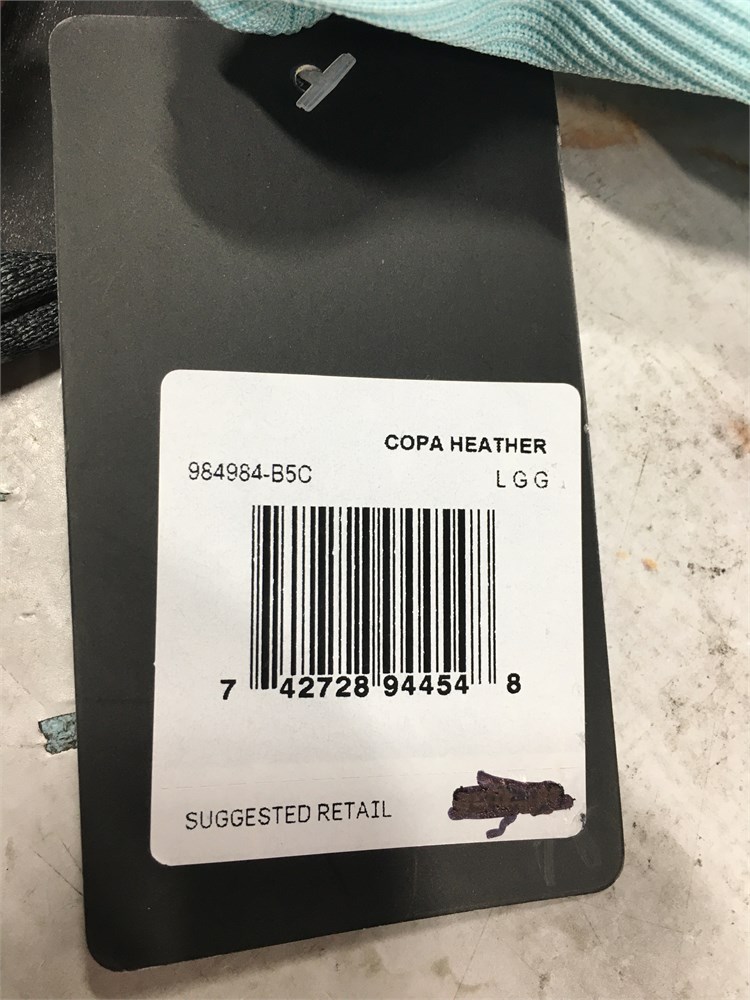 COPA HEATHER
984984-B5C
L G G
7 42728 94454 8
SUGGESTED RETAIL